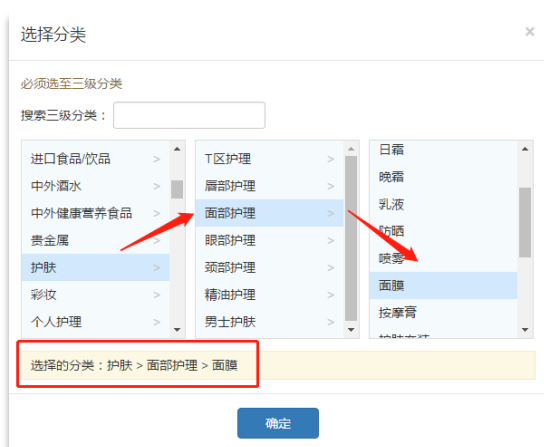 选择分类
×
必须选至三级分类
搜索三级分类：
进口食品/饮品 >
中外酒水 >
中外健康营养食品 >
贵金属 >
护肤 >
彩妆 >
个人护理 >
T区护理 >
唇部护理 >
面部护理 >
眼部护理 >
颈部护理 >
精油护理 >
男士护肤 >
日霜
晚霜
乳液
防晒
喷雾
面膜
按摩膏
选择的分类：护肤 > 面部护理 > 面膜
确定